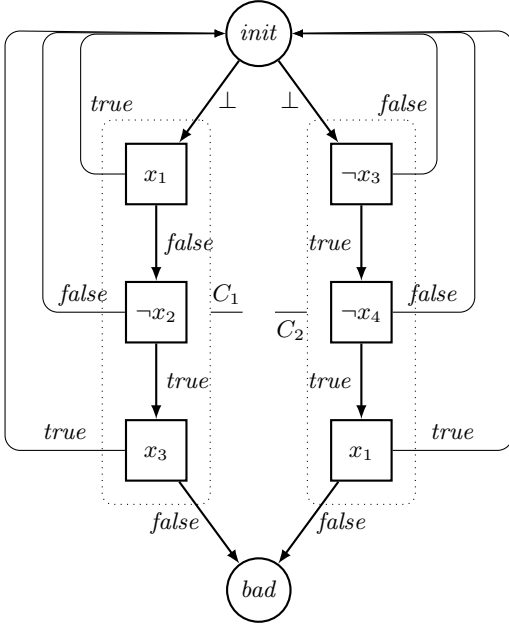 init
⊥ ⊥
true false
x₁ ¬x₃
false true
false ¬x₂ C₁ C₂ ¬x₄ false
true true
true x₃ x₁ true
false false
bad